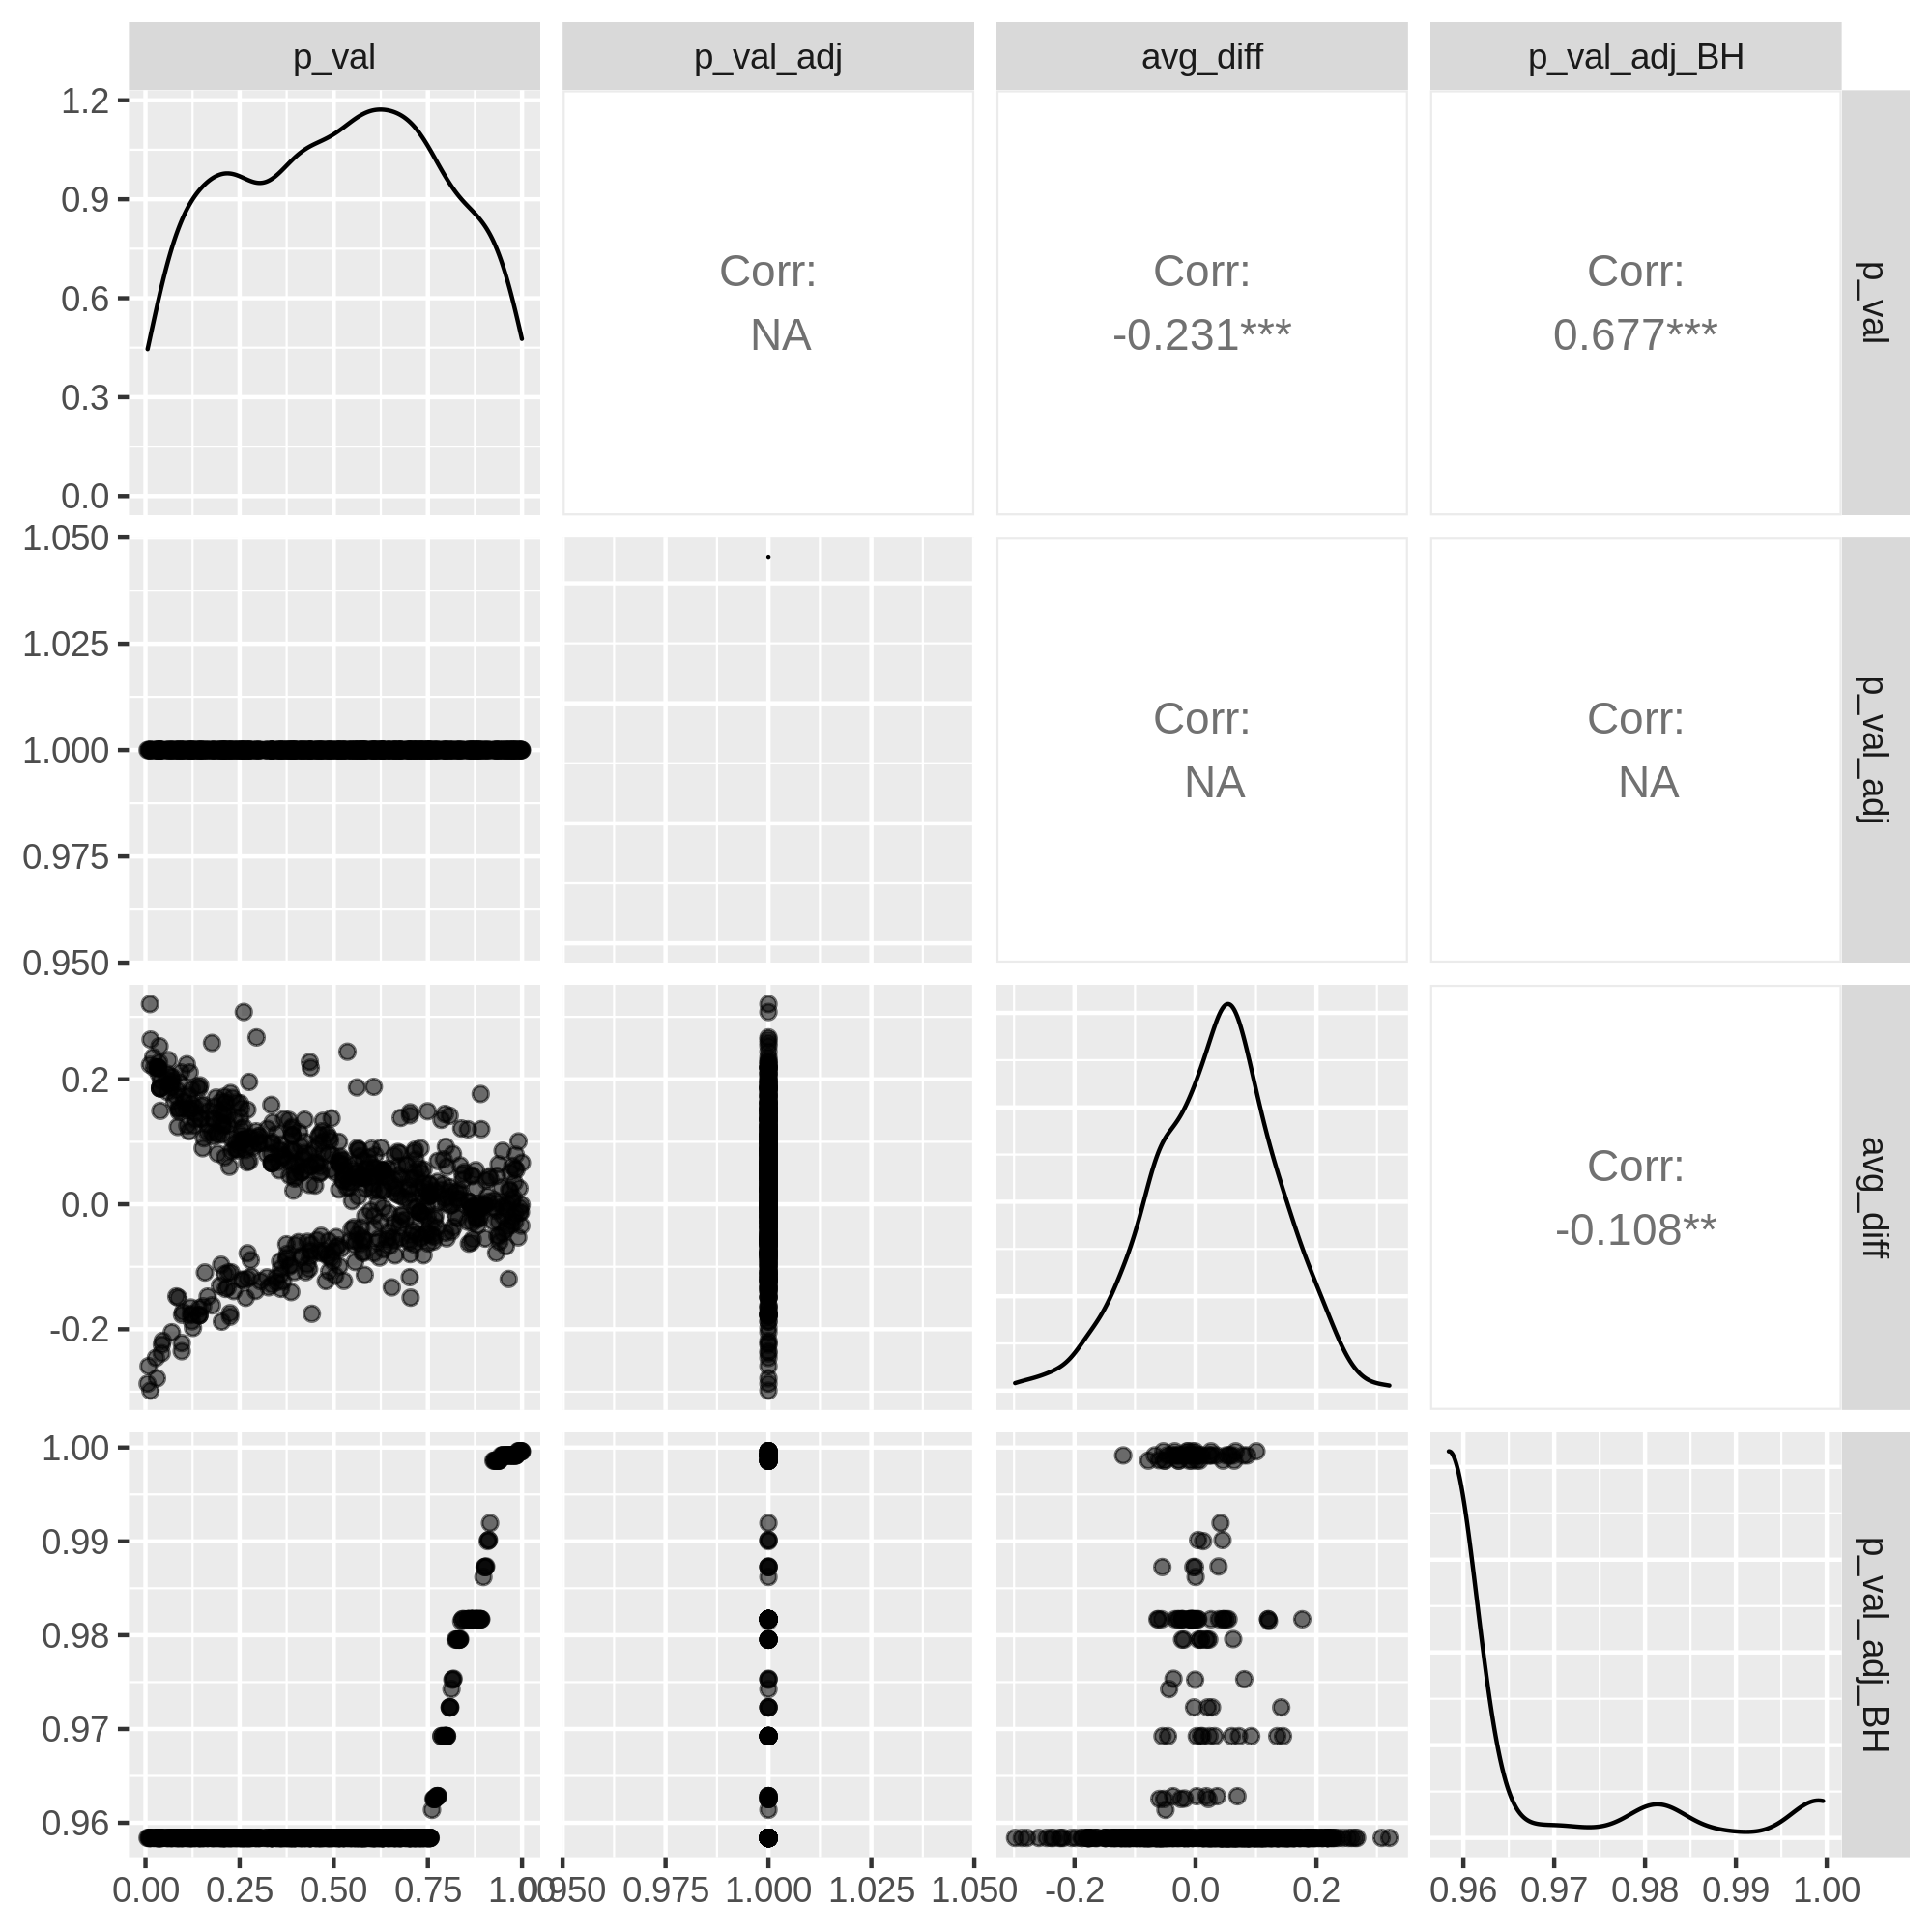 p_val
p_val_adj
avg_diff
p_val_adj_BH
1.2
0.9
0.6
0.3
0.0
Corr:
NA
Corr:
-0.231***
Corr:
0.677***
p_val
1.050
1.025
1.000
0.975
0.950
Corr:
NA
Corr:
NA
p_val_adj
0.2
0.0
-0.2
Corr:
-0.108**
avg_diff
1.00
0.99
0.98
0.97
0.96
p_val_adj_BH
0.00 0.25 0.50 0.75 1.00
0.950 0.975 1.000 1.025 1.050
-0.2 0.0 0.2
0.96 0.97 0.98 0.99 1.00